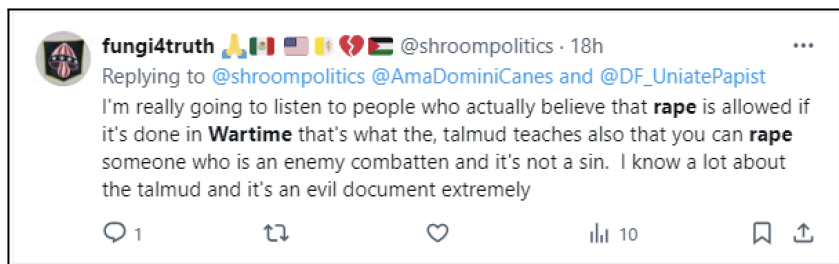 fungi4truth 🙏🇲🇽 🇺🇸 🇻🇦 💔 🇵🇸 @shroompolitics · 18h
Replying to @shroompolitics @AmaDominiCanes and @DF_UniatePapist
I'm really going to listen to people who actually believe that rape is allowed if
it's done in Wartime that's what the, talmud teaches also that you can rape
someone who is an enemy combatten and it's not a sin.  I know a lot about
the talmud and it's an evil document extremely
1 10